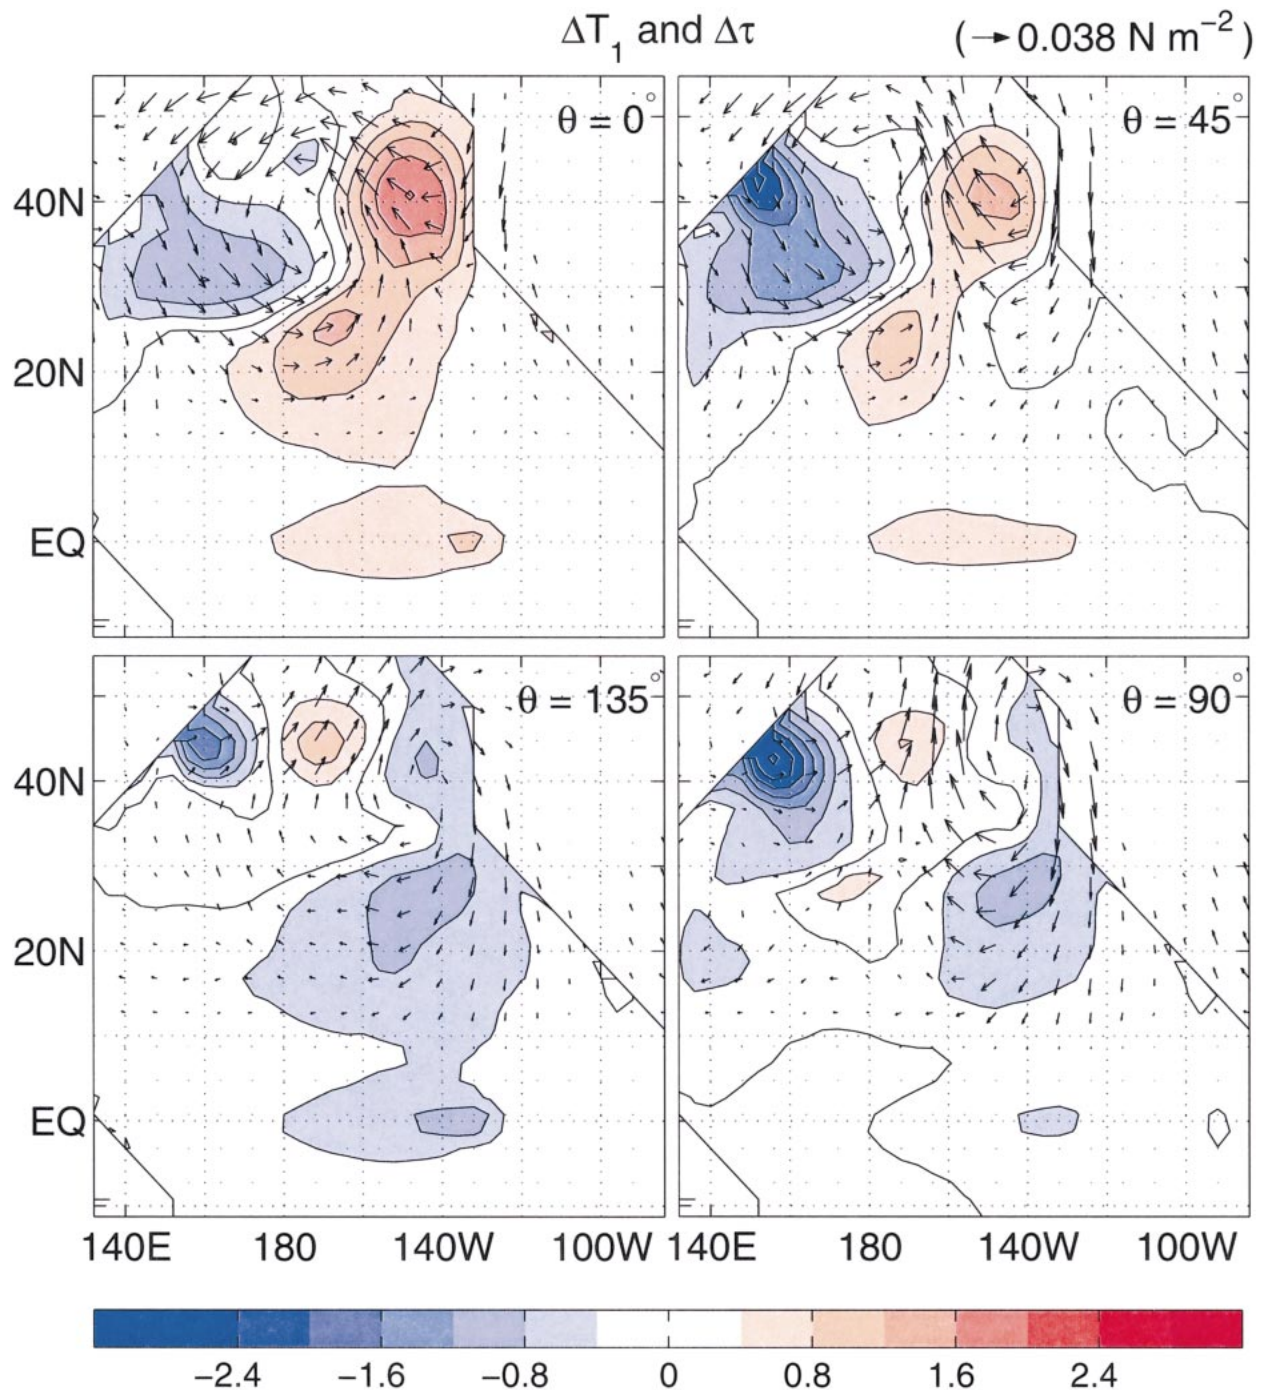 ΔT₁ and Δτ (→0.038 N m⁻²)
θ = 0° θ = 45°
40N
20N
EQ
θ = 135° θ = 90°
40N
20N
EQ
140E 180 140W 100W 140E 180 140W 100W
−2.4 −1.6 −0.8 0 0.8 1.6 2.4